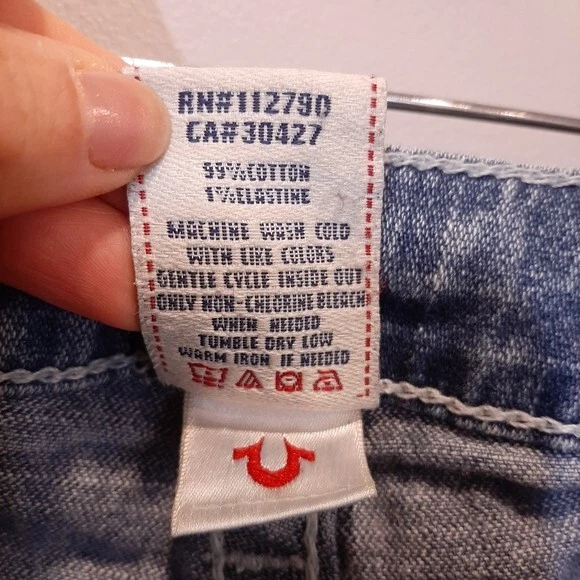 RN#112790
CA#30427
99%COTTON
1%ELASTINE
MACHINE WASH COLD
WITH LIKE COLORS
GENTLE CYCLE INSIDE OUT
ONLY NON-CHLORINE BLEACH
WHEN NEEDED
TUMBLE DRY LOW
WARM IRON IF NEEDED